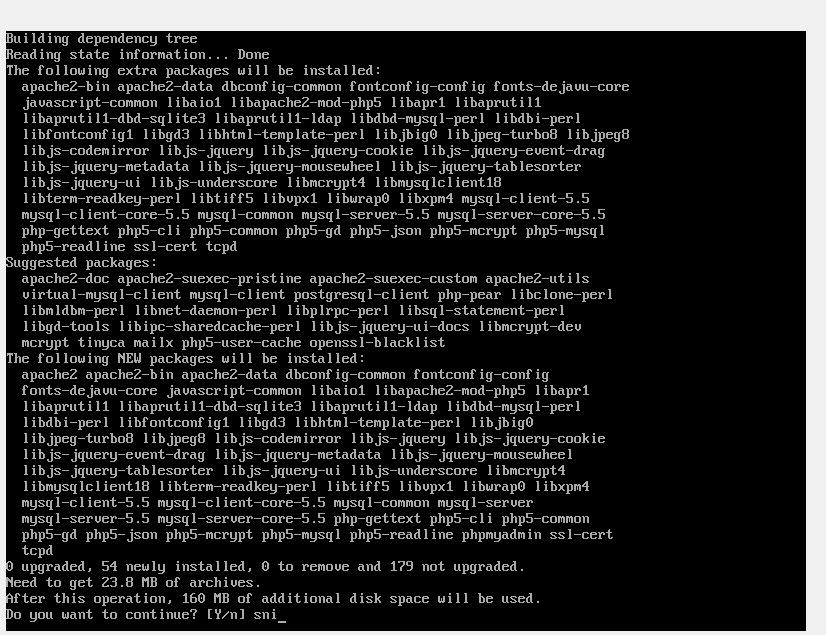 Building dependency tree
Reading state information... Done
The following extra packages will be installed:
apache2-bin apache2-data dbconfig-common fontconfig-config fonts-dejavu-core
javascript-common libaio1 libapache2-mod-php5 libapr1 libaprutil1
libaprutil1-dbd-sqlite3 libaprutil1-ldap libdbd-mysql-perl libdbi-perl
libfontconfig1 libgd3 libhtml-template-perl libjbig0 libjpeg-turbo8 libjpeg8
libjs-codemirror libjs-jquery libjs-jquery-cookie libjs-jquery-event-drag
libjs-jquery-metadata libjs-jquery-mousewheel libjs-jquery-tablesorter
libjs-jquery-ui libjs-underscore libmcrypt4 libmysqlclient18
libterm-readkey-perl libtiff5 libvpx1 libwrap0 libxpm4 mysql-client-5.5
mysql-client-core-5.5 mysql-common mysql-server-5.5 mysql-server-core-5.5
php-gettext php5-cli php5-common php5-gd php5-json php5-mcrypt php5-mysql
php5-readline ssl-cert tcpd
Suggested packages:
apache2-doc apache2-suexec-pristine apache2-suexec-custom apache2-utils
virtual-mysql-client mysql-client postgresql-client php-pear libclone-perl
libmldbm-perl libnet-daemon-perl libplrpc-perl libsql-statement-perl
libgd-tools libipc-sharedcache-perl libjs-jquery-ui-docs libmcrypt-dev
mcrypt tinyca mailx php5-user-cache openssl-blacklist
The following NEW packages will be installed:
apache2 apache2-bin apache2-data dbconfig-common fontconfig-config
fonts-dejavu-core javascript-common libaio1 libapache2-mod-php5 libapr1
libaprutil1 libaprutil1-dbd-sqlite3 libaprutil1-ldap libdbd-mysql-perl
libdbi-perl libfontconfig1 libgd3 libhtml-template-perl libjbig0
libjpeg-turbo8 libjpeg8 libjs-codemirror libjs-jquery libjs-jquery-cookie
libjs-jquery-event-drag libjs-jquery-metadata libjs-jquery-mousewheel
libjs-jquery-tablesorter libjs-jquery-ui libjs-underscore libmcrypt4
libmysqlclient18 libterm-readkey-perl libtiff5 libvpx1 libwrap0 libxpm4
mysql-client-5.5 mysql-client-core-5.5 mysql-common mysql-server
mysql-server-5.5 mysql-server-core-5.5 php-gettext php5-cli php5-common
php5-gd php5-json php5-mcrypt php5-mysql php5-readline phpmyadmin ssl-cert
tcpd
0 upgraded, 54 newly installed, 0 to remove and 179 not upgraded.
Need to get 23.8 MB of archives.
After this operation, 160 MB of additional disk space will be used.
Do you want to continue? [Y/n] sni_